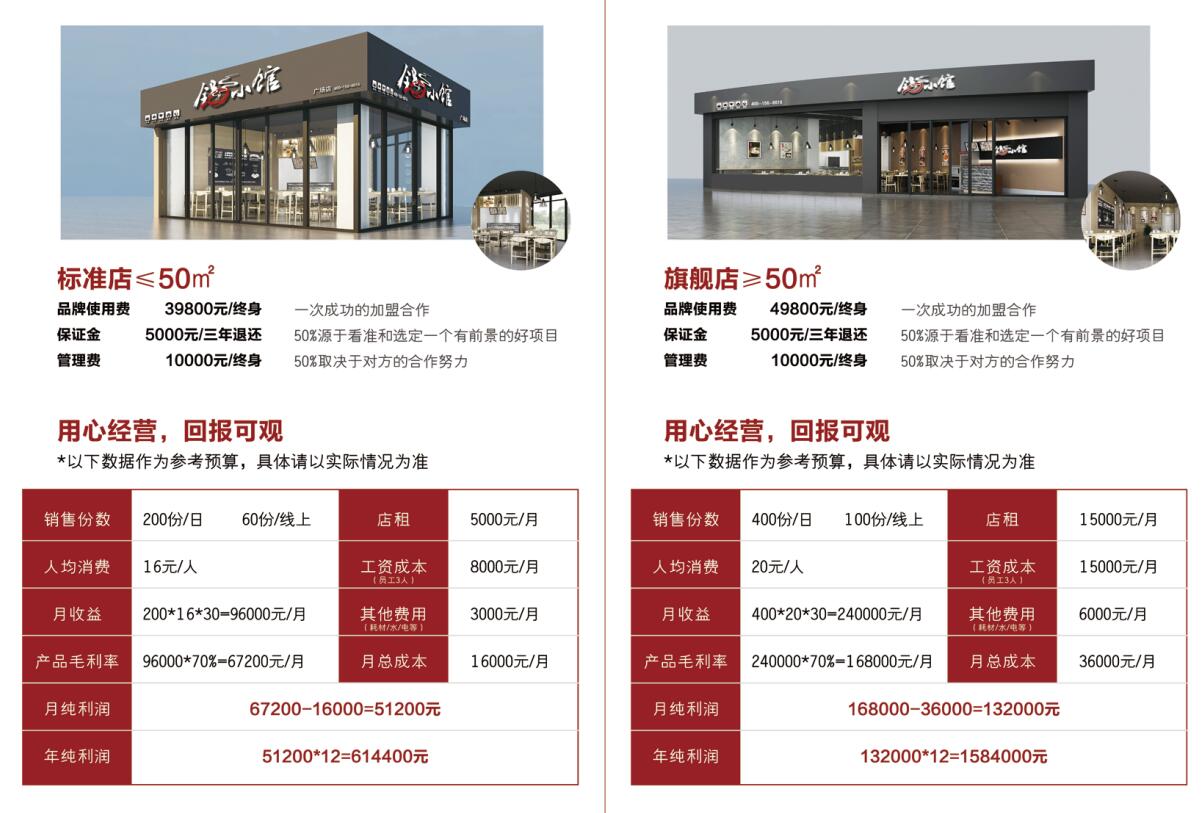 锅小馆
广场店 400-156-8016
锅小馆
标准店≤50㎡
品牌使用费 39800元/终身 一次成功的加盟合作
保证金 5000元/三年退还 50%源于看准和选定一个有前景的好项目
管理费 10000元/终身 50%取决于对方的合作努力
用心经营，回报可观
*以下数据作为参考预算，具体请以实际情况为准
销售份数 200份/日 60份/线上 店租 5000元/月
人均消费 16元/人 工资成本 8000元/月
（员工3人）
月收益 200*16*30=96000元/月 其他费用 3000元/月
（耗材/水/电等）
产品毛利率 96000*70%=67200元/月 月总成本 16000元/月
月纯利润 67200-16000=51200元
年纯利润 51200*12=614400元
锅小馆
400-156-8016
锅小馆
旗舰店≥50㎡
品牌使用费 49800元/终身 一次成功的加盟合作
保证金 5000元/三年退还 50%源于看准和选定一个有前景的好项目
管理费 10000元/终身 50%取决于对方的合作努力
用心经营，回报可观
*以下数据作为参考预算，具体请以实际情况为准
销售份数 400份/日 100份/线上 店租 15000元/月
人均消费 20元/人 工资成本 15000元/月
（员工3人）
月收益 400*20*30=240000元/月 其他费用 6000元/月
（耗材/水/电等）
产品毛利率 240000*70%=168000元/月 月总成本 36000元/月
月纯利润 168000-36000=132000元
年纯利润 132000*12=1584000元